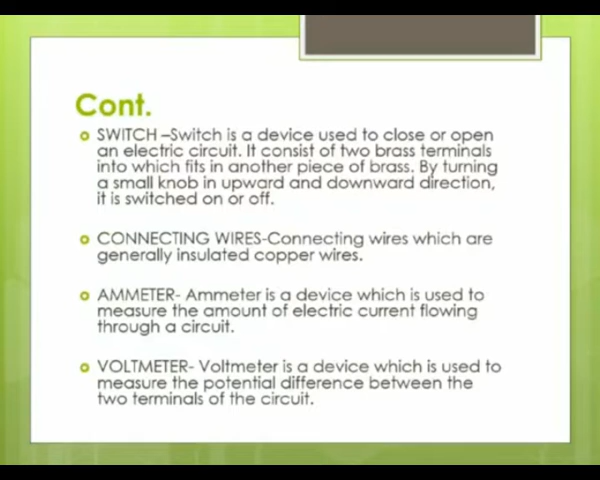 Cont.
SWITCH –Switch is a device used to close or open
an electric circuit. It consist of two brass terminals
into which fits in another piece of brass. By turning
a small knob in upward and downward direction,
it is switched on or off.
CONNECTING WIRES-Connecting wires which are
generally insulated copper wires.
AMMETER- Ammeter is a device which is used to
measure the amount of electric current flowing
through a circuit.
VOLTMETER- Voltmeter is a device which is used to
measure the potential difference between the
two terminals of the circuit.